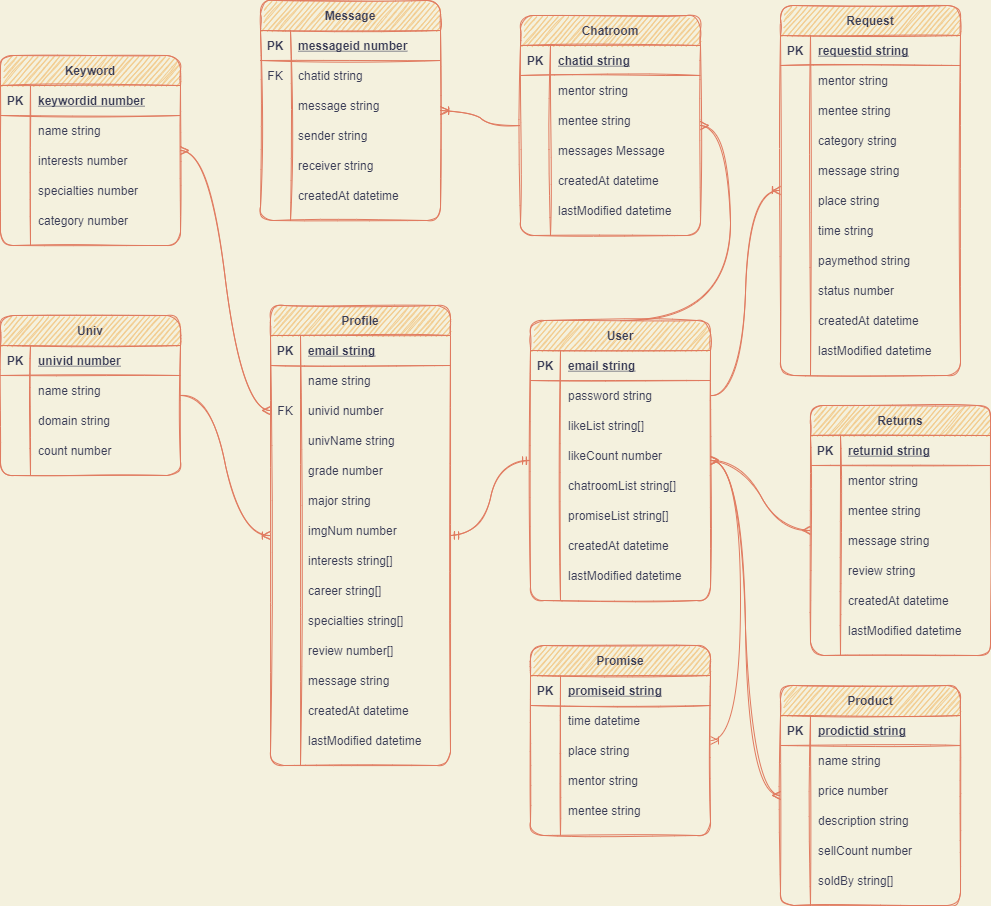 Message
PK messageid number
FK chatid string
message string
sender string
receiver string
createdAt datetime
Chatroom
PK chatid string
mentor string
mentee string
messages Message
createdAt datetime
lastModified datetime
Request
PK requestid string
mentor string
mentee string
category string
message string
place string
time string
paymethod string
status number
createdAt datetime
lastModified datetime
Keyword
PK keywordid number
name string
interests number
specialties number
category number
Univ
PK univid number
name string
domain string
count number
Profile
PK email string
name string
FK univid number
univName string
grade number
major string
imgNum number
interests string[]
career string[]
specialties string[]
review number[]
message string
createdAt datetime
lastModified datetime
User
PK email string
password string
likeList string[]
likeCount number
chatroomList string[]
promiseList string[]
createdAt datetime
lastModified datetime
Returns
PK returnid string
mentor string
mentee string
message string
review string
createdAt datetime
lastModified datetime
Promise
PK promiseid string
time datetime
place string
mentor string
mentee string
Product
PK prodictid string
name string
price number
description string
sellCount number
soldBy string[]